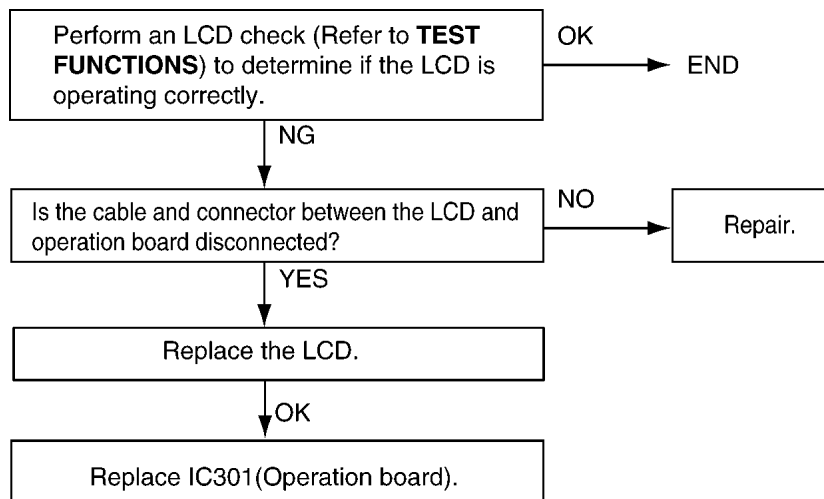 Perform an LCD check (Refer to TEST
FUNCTIONS) to determine if the LCD is
operating correctly.
OK
END
NG
Is the cable and connector between the LCD and
operation board disconnected?
NO
Repair.
YES
Replace the LCD.
OK
Replace IC301(Operation board).